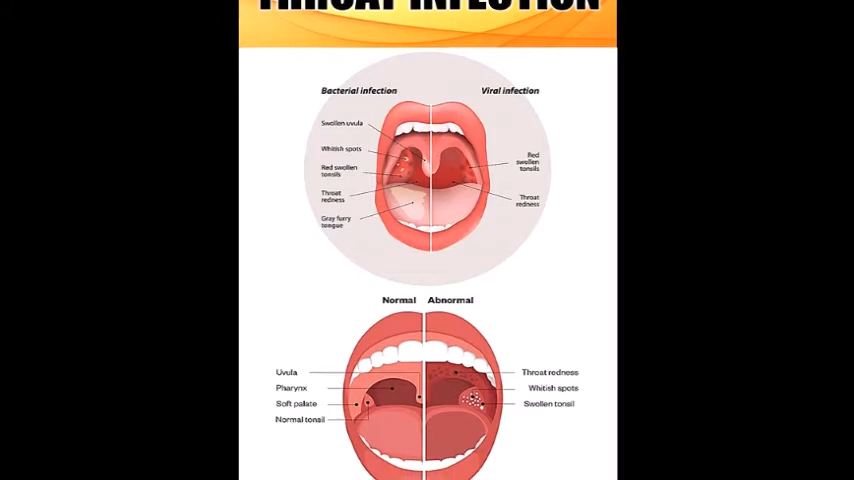 THROAT INFECTION
Bacterial infection
Viral infection
Swollen uvula
Whitish spots
Red swollen
tonsils
Throat
redness
Gray furry
tongue
Red
swollen
tonsils
Throat
redness
Normal
Abnormal
Uvula
Pharynx
Soft palate
Normal tonsil
Throat redness
Whitish spots
Swollen tonsil